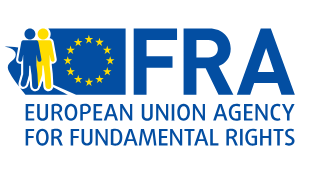 FRA
EUROPEAN UNION AGENCY
FOR FUNDAMENTAL RIGHTS